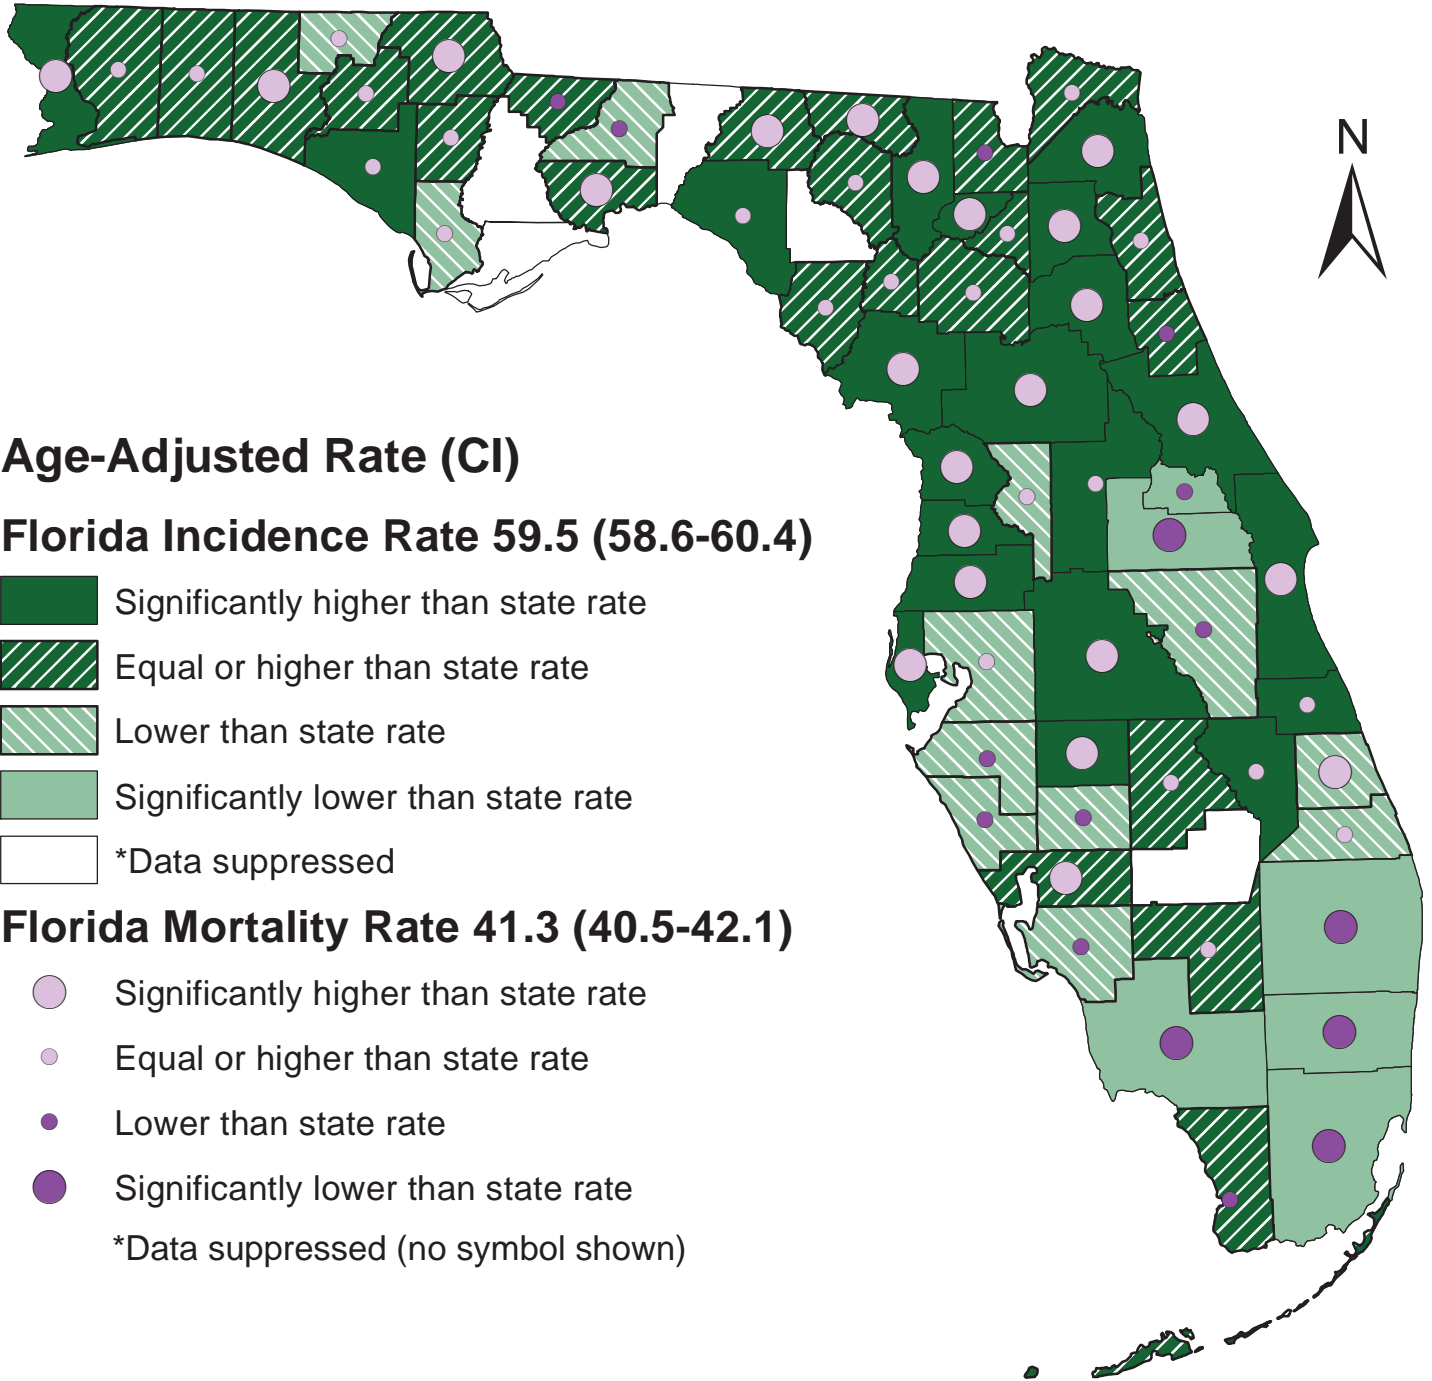 N
Age-Adjusted Rate (CI)
Florida Incidence Rate 59.5 (58.6-60.4)
Significantly higher than state rate
Equal or higher than state rate
Lower than state rate
Significantly lower than state rate
*Data suppressed
Florida Mortality Rate 41.3 (40.5-42.1)
Significantly higher than state rate
Equal or higher than state rate
Lower than state rate
Significantly lower than state rate
*Data suppressed (no symbol shown)